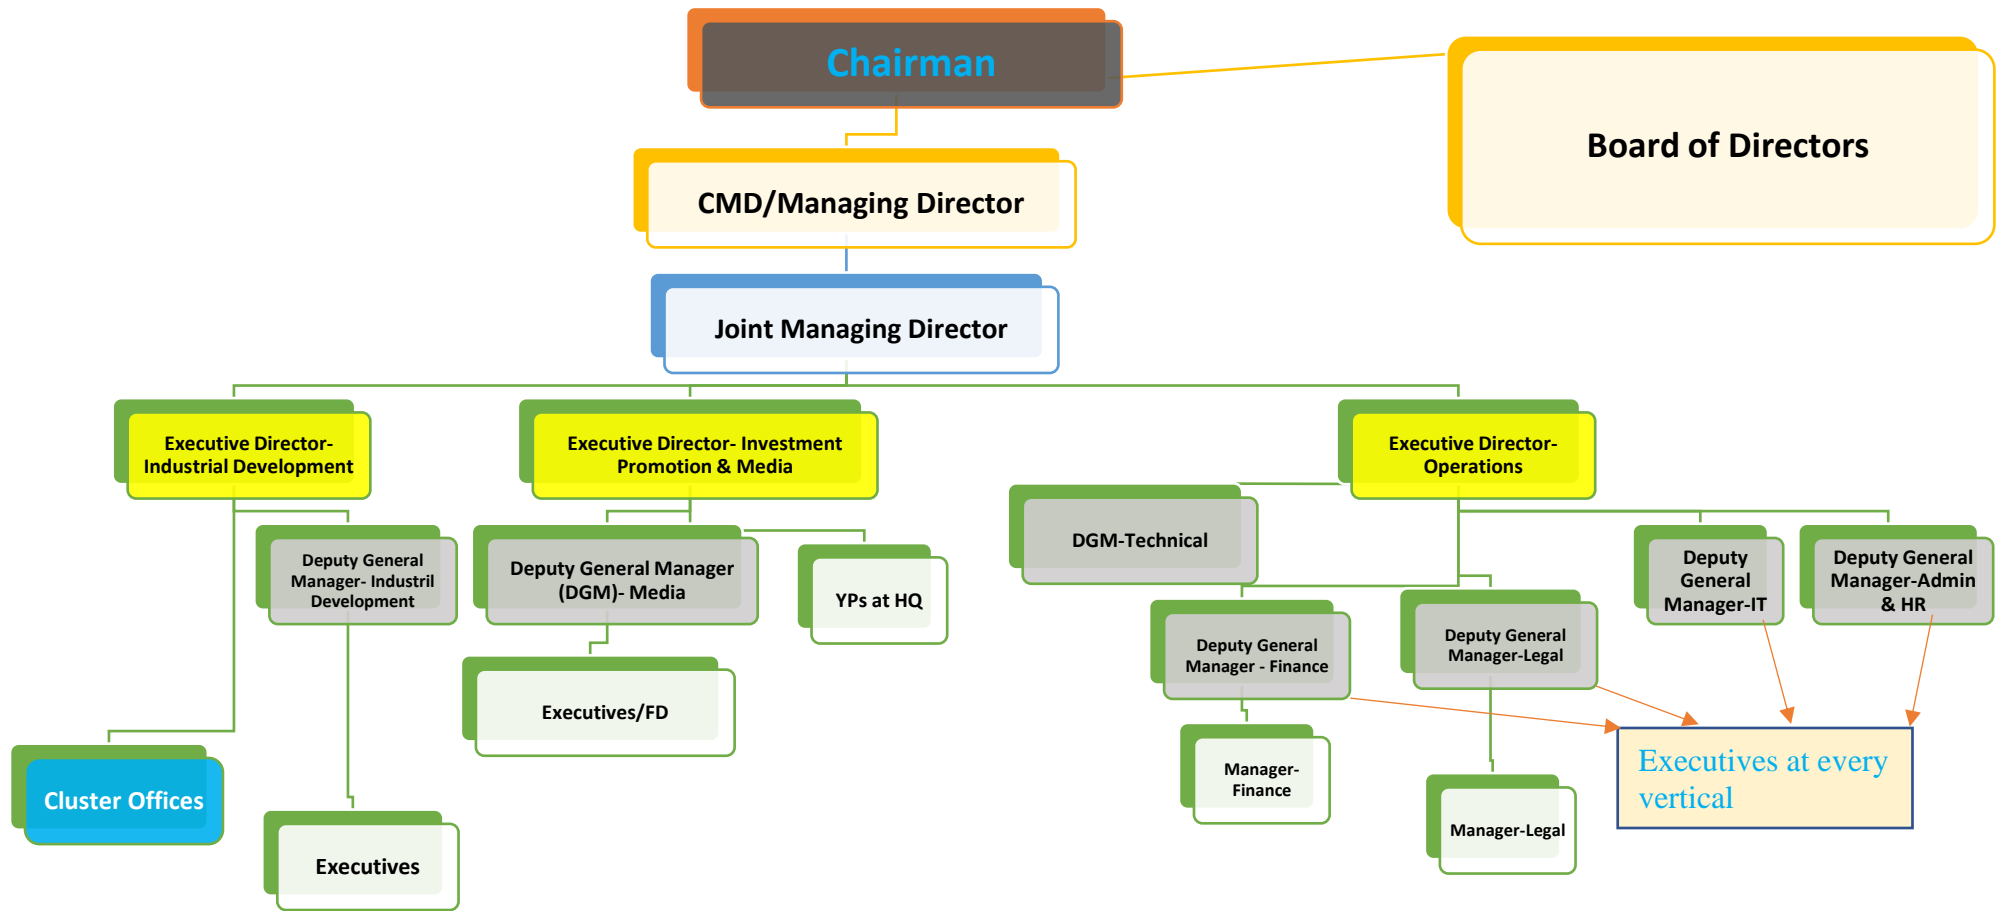 Chairman
Board of Directors
CMD/Managing Director
Joint Managing Director
Executive Director-
Industrial Development
Executive Director- Investment
Promotion & Media
Executive Director-
Operations
Deputy General
Manager- Industril
Development
Deputy General Manager
(DGM)- Media
YPs at HQ
DGM-Technical
Deputy
General
Manager-IT
Deputy General
Manager-Admin
& HR
Deputy General
Manager - Finance
Deputy General
Manager-Legal
Executives/FD
Cluster Offices
Executives
Manager-
Finance
Manager-Legal
Executives at every
vertical